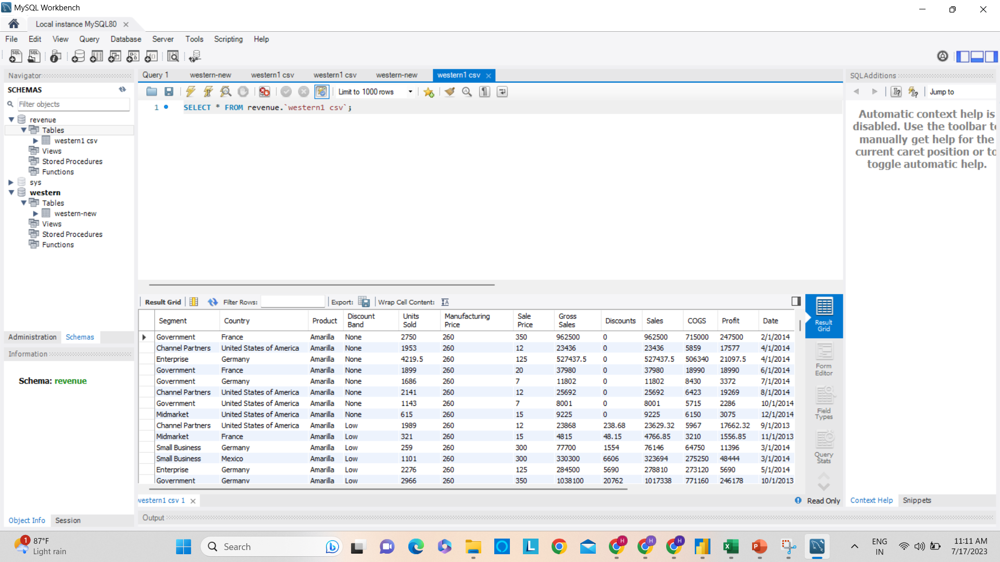 MySQL Workbench
Local instance MySQL80
File Edit View Query Database Server Tools Scripting Help
Navigator
SCHEMAS
Filter objects
revenue
Tables
western1 csv
Views
Stored Procedures
Functions
sys
western
Tables
western-new
Views
Stored Procedures
Functions
Administration Schemas
Information
Schema: revenue
Object Info Session
Query 1 western-new western1 csv western1 csv western-new western1 csv
Limit to 1000 rows
1 SELECT * FROM revenue.`western1 csv`;
Result Grid Filter Rows: Export: Wrap Cell Content:
Segment Country Product Discount Band Units Sold Manufacturing Price Sale Price Gross Sales Discounts Sales COGS Profit Date
Government France Amarilla None 2750 260 350 962500 0 962500 715000 247500 2/1/2014
Channel Partners United States of America Amarilla None 1953 260 12 23436 0 23436 5859 17577 4/1/2014
Enterprise Germany Amarilla None 4219.5 260 125 527437.5 0 527437.5 506340 21097.5 4/1/2014
Government France Amarilla None 1899 260 20 37980 0 37980 18990 18990 6/1/2014
Government Germany Amarilla None 1686 260 7 11802 0 11802 8430 3372 7/1/2014
Channel Partners United States of America Amarilla None 2141 260 12 25692 0 25692 6423 19269 8/1/2014
Government United States of America Amarilla None 1143 260 7 8001 0 8001 5715 2286 10/1/2014
Midmarket United States of America Amarilla None 615 260 15 9225 0 9225 6150 3075 12/1/2014
Channel Partners United States of America Amarilla Low 1989 260 12 23868 238.68 23629.32 5967 17662.32 9/1/2013
Midmarket France Amarilla Low 321 260 15 4815 48.15 4766.85 3210 1556.85 11/1/2013
Small Business Germany Amarilla Low 259 260 300 77700 1554 76146 64750 11396 3/1/2014
Small Business Mexico Amarilla Low 1101 260 300 330300 6606 323694 275250 48444 3/1/2014
Enterprise Germany Amarilla Low 2276 260 125 284500 5690 278810 273120 5690 5/1/2014
Government Germany Amarilla Low 2966 260 350 1038100 20762 1017338 771160 246178 10/1/2013
Result Grid
Form Editor
Field Types
Query Stats
western1 csv 1
Read Only
Output
SQLAdditions
Jump to
Automatic context help is
disabled. Use the toolbar to
manually get help for the
current caret position or to
toggle automatic help.
Context Help Snippets
1 87°F
Light rain
Search
ENG
IN
11:11 AM
7/17/2023